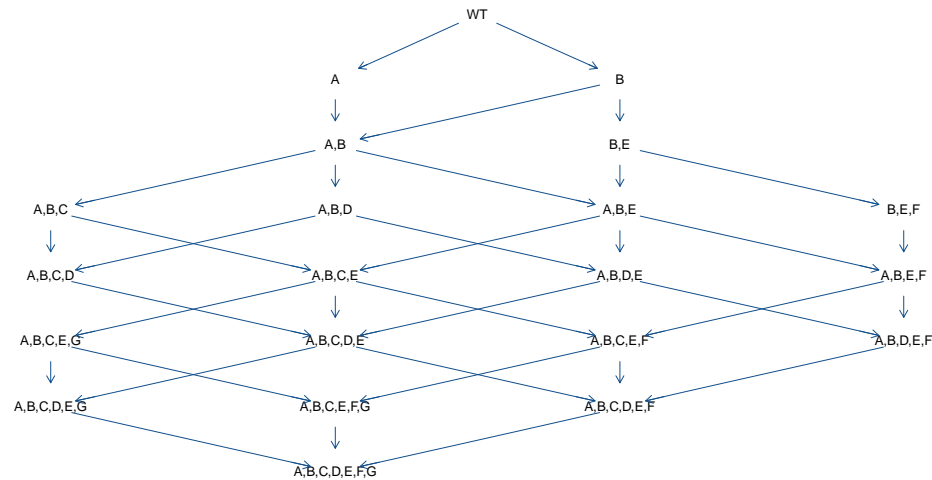 WT
A
B
A,B
B,E
A,B,C
A,B,D
A,B,E
B,E,F
A,B,C,D
A,B,C,E
A,B,D,E
A,B,E,F
A,B,C,E,G
A,B,C,D,E
A,B,C,E,F
A,B,D,E,F
A,B,C,D,E,G
A,B,C,E,F,G
A,B,C,D,E,F
A,B,C,D,E,F,G